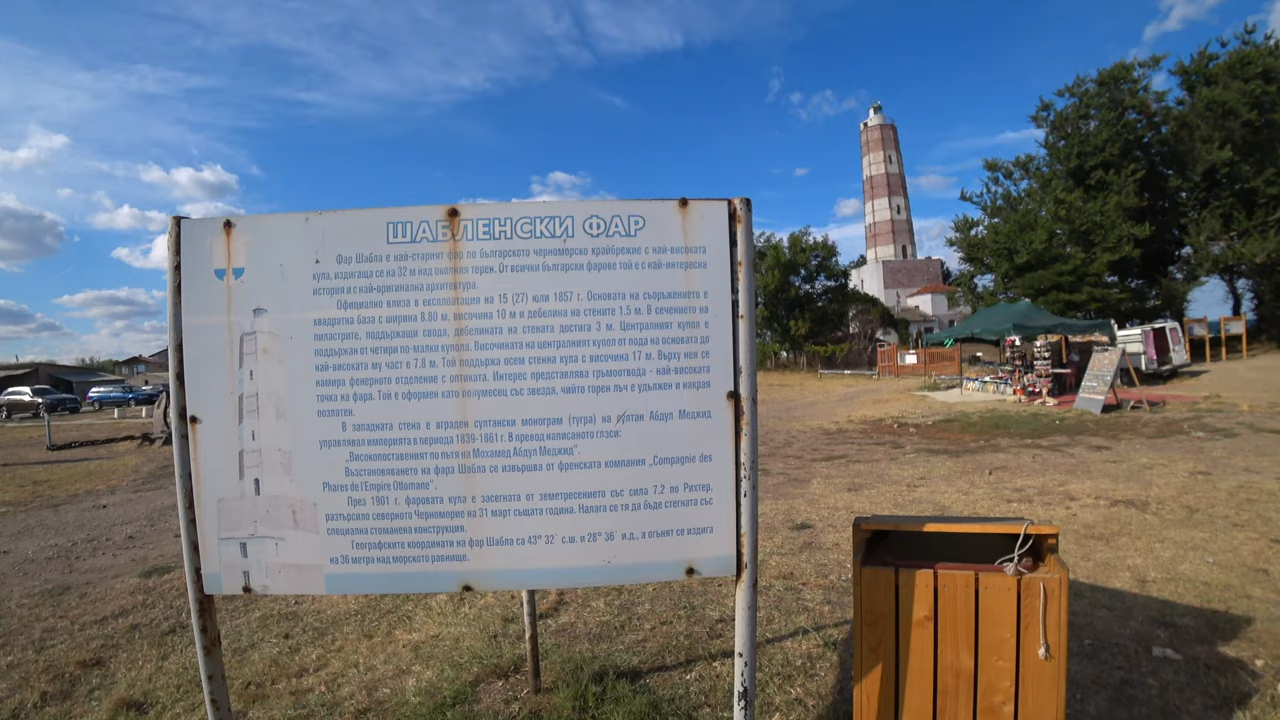 ШАБЛЕНСКИ ФАР
Фар Шабла е най-старият фар по българското черноморско крайбрежие с най-високата
кула, издигаща се на 32 м над околния терен. От всички български фарове той е с най-интересна
история и с най-оригинална архитектура.
Официално влиза в експлоатация на 15 (27) юли 1857 г. Основата на съоръжението е
квадратна база с ширина 8.80 м, височина 10 м и дебелина на стените 1.5 м. В сечението на
пиластрите, поддържащи свода, дебелината на стената достига 3 м. Централният купол е
поддържан от четири по-малки купола. Височината на централният купол от пода на основата до
най-високата му част е 7.8 м. Той поддържа осем стенна кула с височина 17 м. Върху нея се
намира фенерното отделение с оптиката. Интерес представлява гръмоотвода - най-високата
точка на фара. Той е оформен като полумесец със звезда, чийто горен лъч е удължен и накрая
позлатен.
В западната стена е вграден султански монограм (тугра) на султан Абдул Меджид
управлявал империята в периода 1839-1861 г. В превод написаното гласи:
„Високопоставеният по пътя на Мохамед Абдул Меджид".
Възстановяването на фара Шабла се извършва от френската компания „Compagnie des
Phares de l'Empire Ottomane".
През 1901 г. фаровата кула е засегната от земетресението със сила 7.2 по Рихтер,
разтърсило северното Черноморие на 31 март същата година. Налага се тя да бъде стегната със
специална стоманена конструкция.
Географските координати на фар Шабла са 43° 32` с.ш. и 28° 36` и.д., а огънят се издига
на 36 метра над морското равнище.